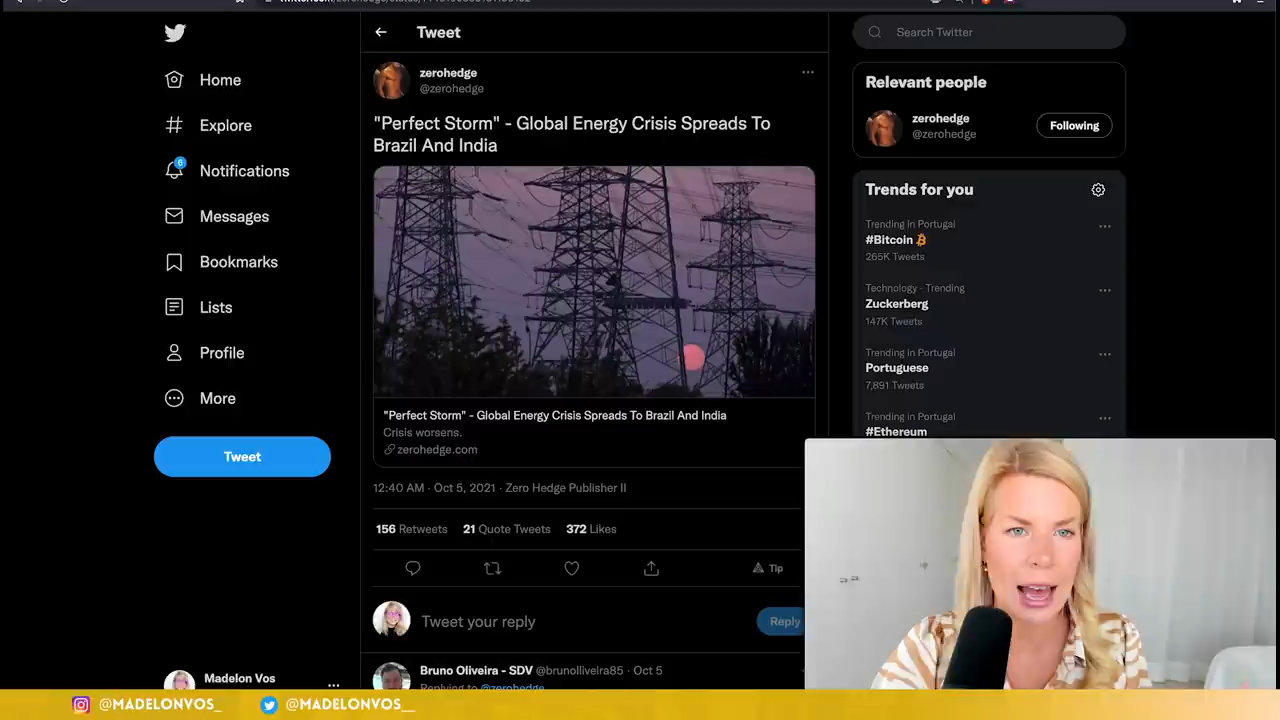 Tweet
Search Twitter
Home
Explore
6
Notifications
Messages
Bookmarks
Lists
Profile
More
Tweet
Madelon Vos
zerohedge
@zerohedge
"Perfect Storm" - Global Energy Crisis Spreads To
Brazil And India
"Perfect Storm" - Global Energy Crisis Spreads To Brazil And India
Crisis worsens.
zerohedge.com
12:40 AM · Oct 5, 2021 · Zero Hedge Publisher II
156 Retweets 21 Quote Tweets 372 Likes
Tip
Tweet your reply
Reply
Bruno Oliveira - SDV @brunolliveira85 · Oct 5
Replying to @zerohedge
Relevant people
zerohedge
@zerohedge
Following
Trends for you
Trending in Portugal
#Bitcoin
265K Tweets
Technology · Trending
Zuckerberg
147K Tweets
Trending in Portugal
Portuguese
7,891 Tweets
Trending in Portugal
#Ethereum
@MADELONVOS_
@MADELONVOS__